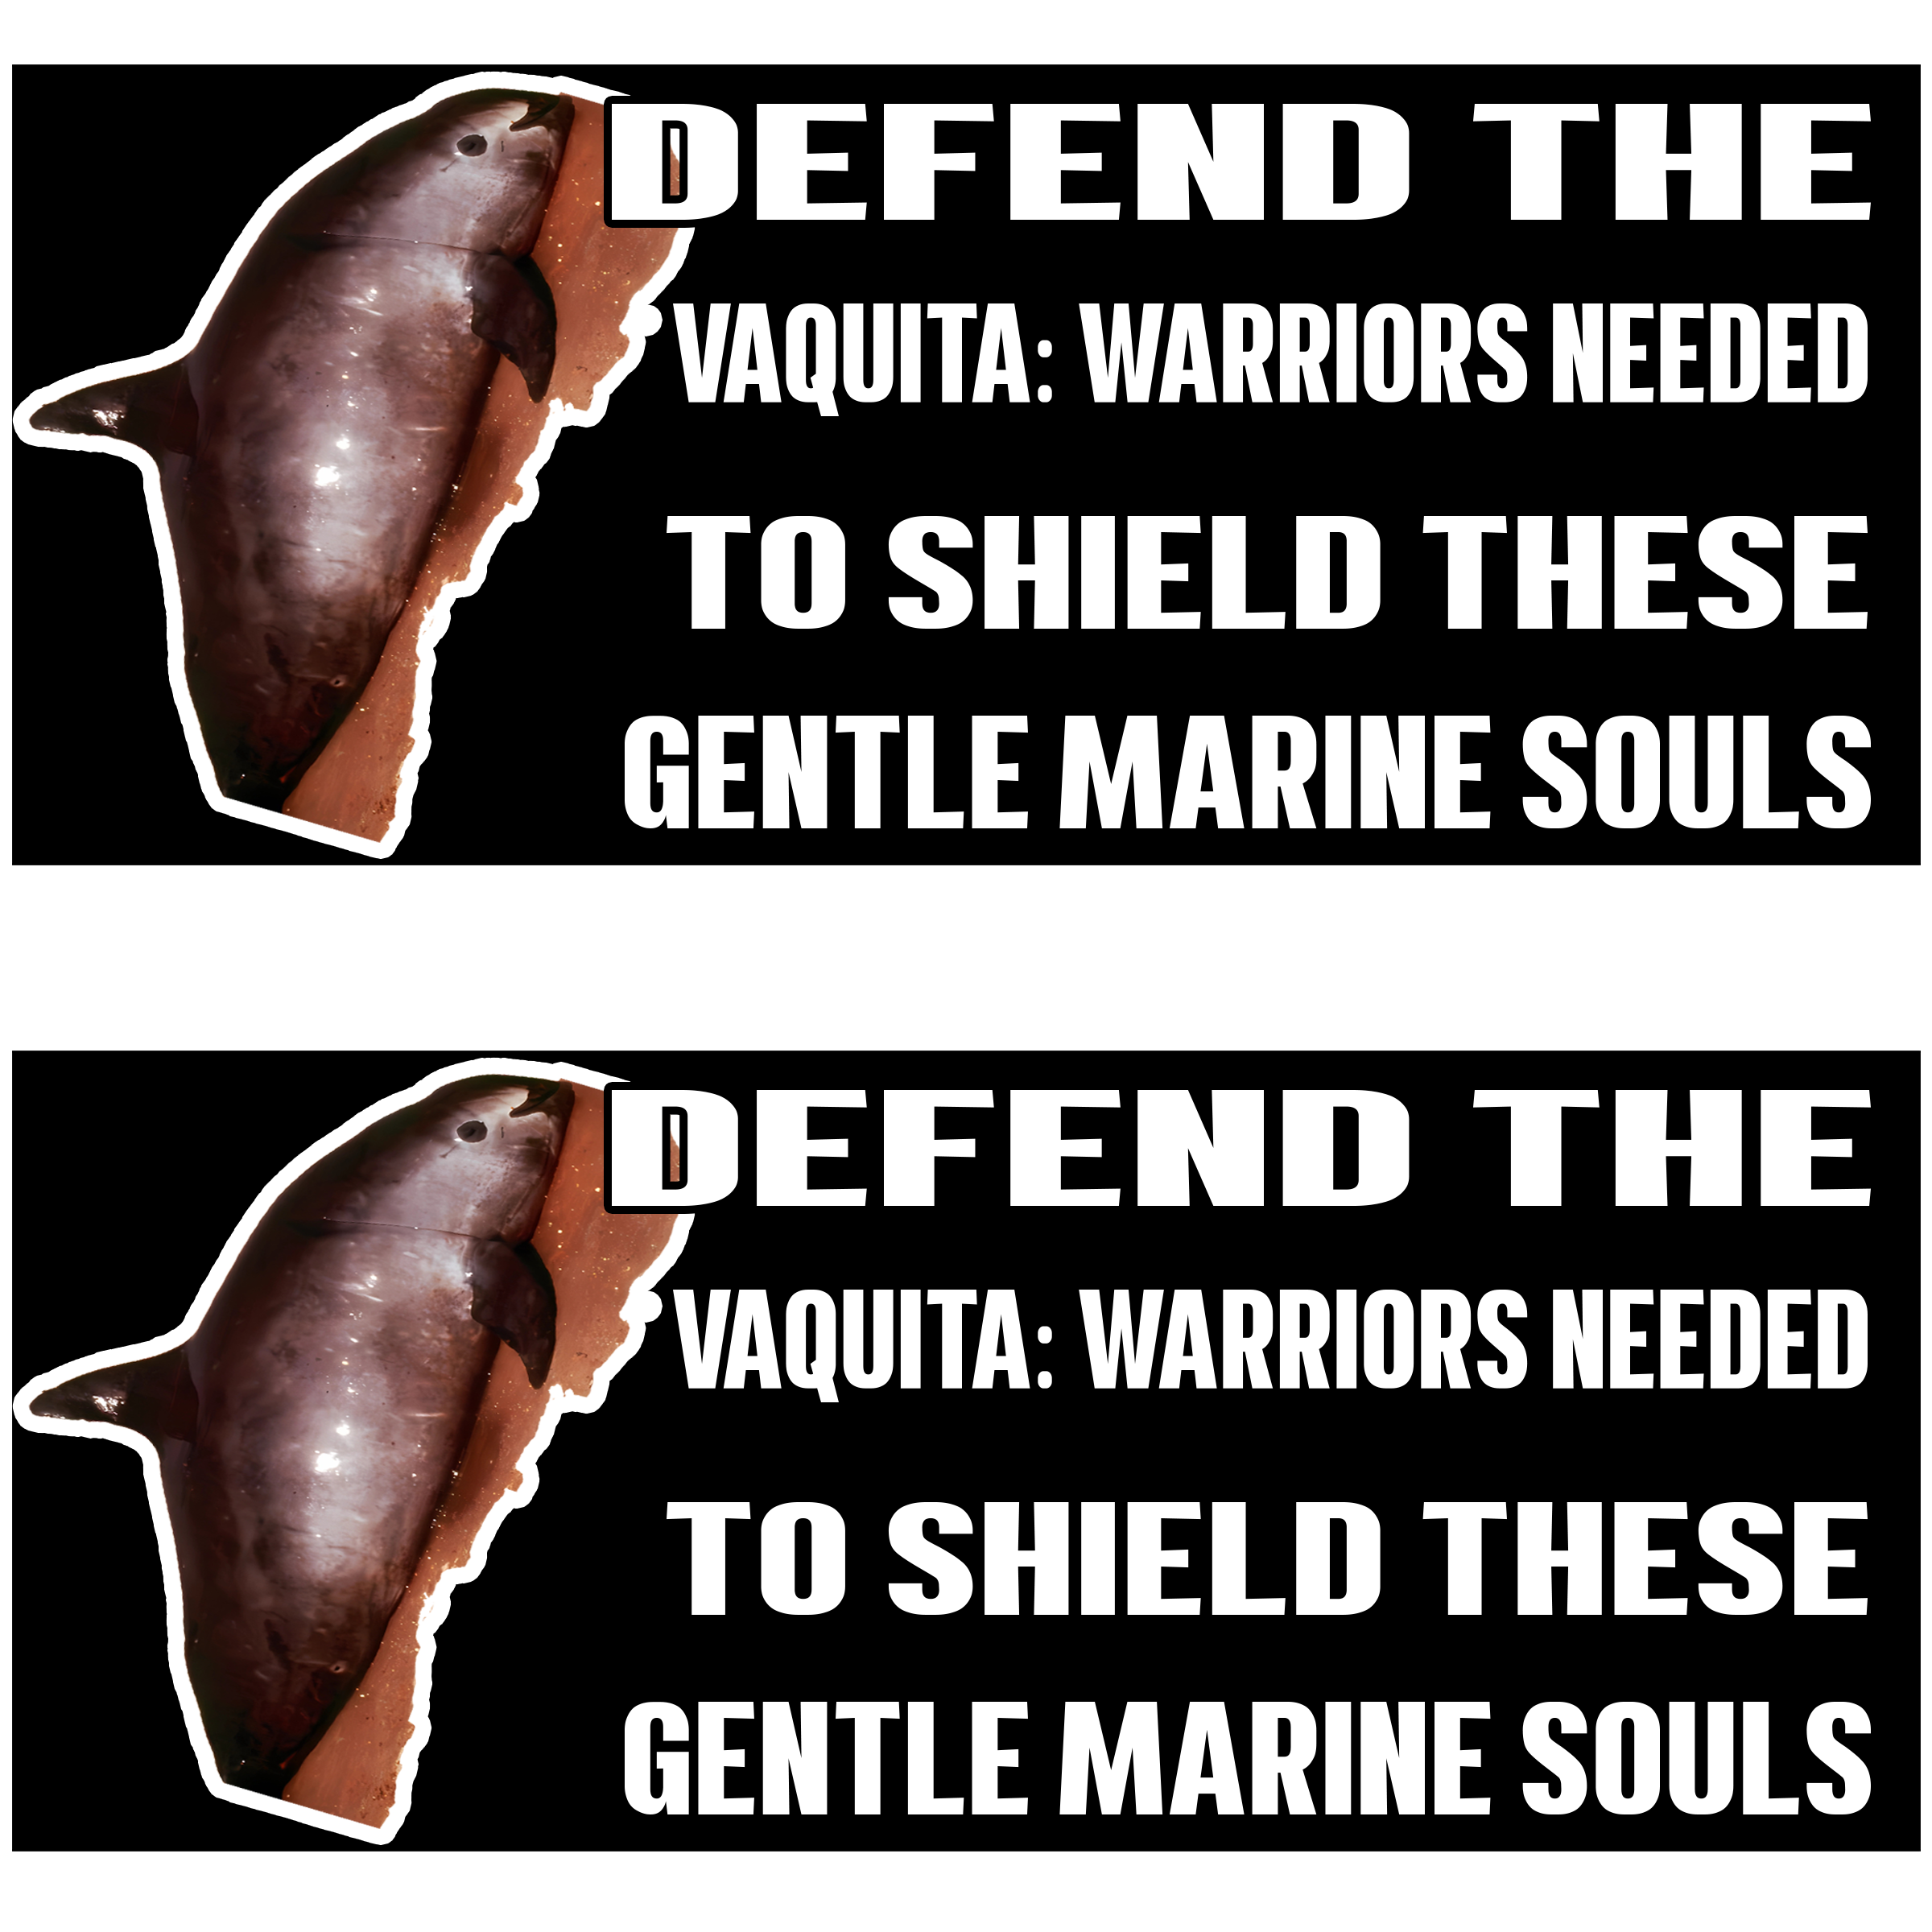 DEFEND THE
VAQUITA: WARRIORS NEEDED
TO SHIELD THESE
GENTLE MARINE SOULS
DEFEND THE
VAQUITA: WARRIORS NEEDED
TO SHIELD THESE
GENTLE MARINE SOULS